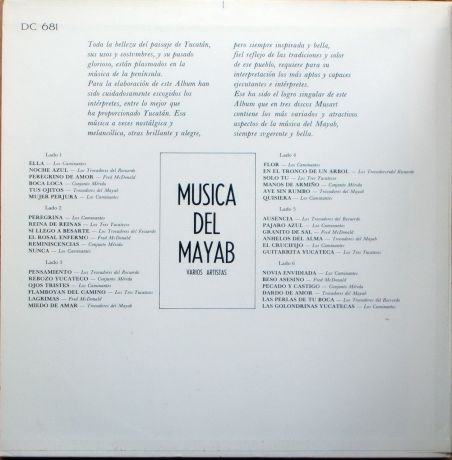 DC 681
Toda la belleza del paisaje de Yucatán,
sus usos y costumbres, y su pasado
glorioso, están plasmados en la
música de la península.
Para la elaboración de este Album han
sido cuidadosamente escogidos los
intérpretes, entre lo mejor que
ha proporcionado Yucatán. Esa
música a veces nostálgica y
melancólica, otras brillante y alegre,
pero siempre inspirada y bella,
fiel reflejo de las tradiciones y color
de ese pueblo, requiere para su
interpretación los más aptos y capaces
ejecutantes e intérpretes.
Ese ha sido el logro singular de este
Album que en tres discos Musart
contiene los más variados y atractivos
aspectos de la música del Mayab,
siempre sugerente y bella.
Lado 1
ELLA — Los Caminantes
NOCHE AZUL — Los Trovadores del Recuerdo
PEREGRINO DE AMOR — Fred McDonald
BOCA LOCA — Conjunto Mérida
TUS OJITOS — Trovadores del Mayab
MUJER PERJURA — Los Caminantes
Lado 2
PEREGRINA — Los Caminantes
REINA DE REINAS — Los Tres Yucatecos
SI LLEGO A BESARTE — Los Trovadores del Recuerdo
EL ROSAL ENFERMO — Fred McDonald
REMINISCENCIAS — Conjunto Mérida
NUNCA — Los Caminantes
Lado 3
PENSAMIENTO — Los Trovadores del Recuerdo
REBOZO YUCATECO — Conjunto Mérida
OJOS TRISTES — Los Caminantes
FLAMBOYAN DEL CAMINO — Los Tres Yucatecos
LAGRIMAS — Fred McDonald
MIEDO DE AMAR — Trovadores del Mayab
MUSICA
DEL
MAYAB
VARIOS ARTISTAS
Lado 4
FLOR — Los Caminantes
EN EL TRONCO DE UN ARBOL — Los Trovadores del Recuerdo
SOLO TU — Los Tres Yucatecos
MANOS DE ARMIÑO — Conjunto Mérida
AVE SIN RUMBO — Trovadores del Mayab
QUISIERA — Los Caminantes
Lado 5
AUSENCIA — Los Trovadores del Recuerdo
PAJARO AZUL — Los Caminantes
GRANITO DE SAL — Fred McDonald
ANHELOS DEL ALMA — Trovadores del Mayab
EL CRUCHIJO — Los Caminantes
GUITARRITA YUCATECA — Los Tres Yucatecos
Lado 6
NOVIA ENVIDIADA — Los Caminantes
BESO ASESINO — Fred McDonald
PECADO Y CASTIGO — Conjunto Mérida
DARDO DE AMOR — Trovadores del Mayab
LAS PERLAS DE TU BOCA — Los Trovadores del Recuerdo
LAS GOLONDRINAS YUCATECAS — Los Caminantes